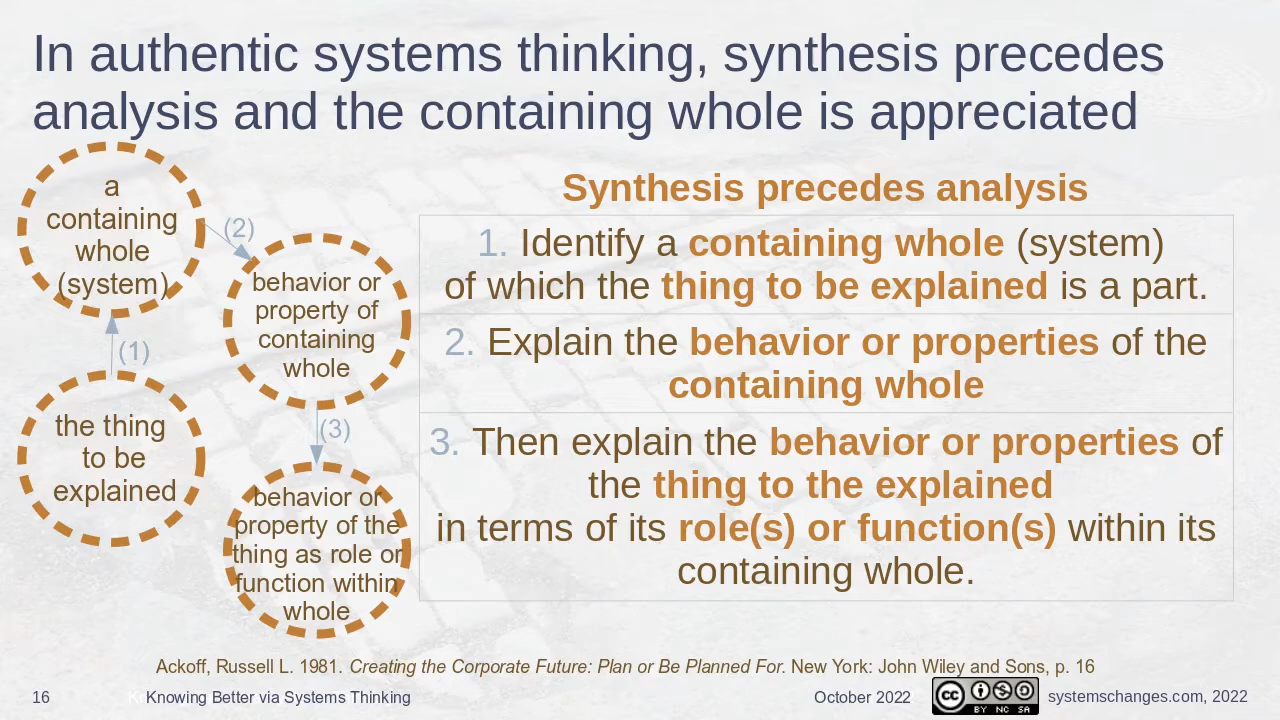 In authentic systems thinking, synthesis precedes
analysis and the containing whole is appreciated
a
containing
whole
(system)
(2)
behavior or
property of
containing
whole
(1)
the thing
to be
explained
(3)
behavior or
property of the
thing as role or
function within
whole
Synthesis precedes analysis
1. Identify a containing whole (system)
of which the thing to be explained is a part.
2. Explain the behavior or properties of the
containing whole
3. Then explain the behavior or properties of
the thing to the explained
in terms of its role(s) or function(s) within its
containing whole.
Ackoff, Russell L. 1981. Creating the Corporate Future: Plan or Be Planned For. New York: John Wiley and Sons, p. 16
16
Knowing Better via Systems Thinking
October 2022
cc
BY NC SA
systemschanges.com, 2022